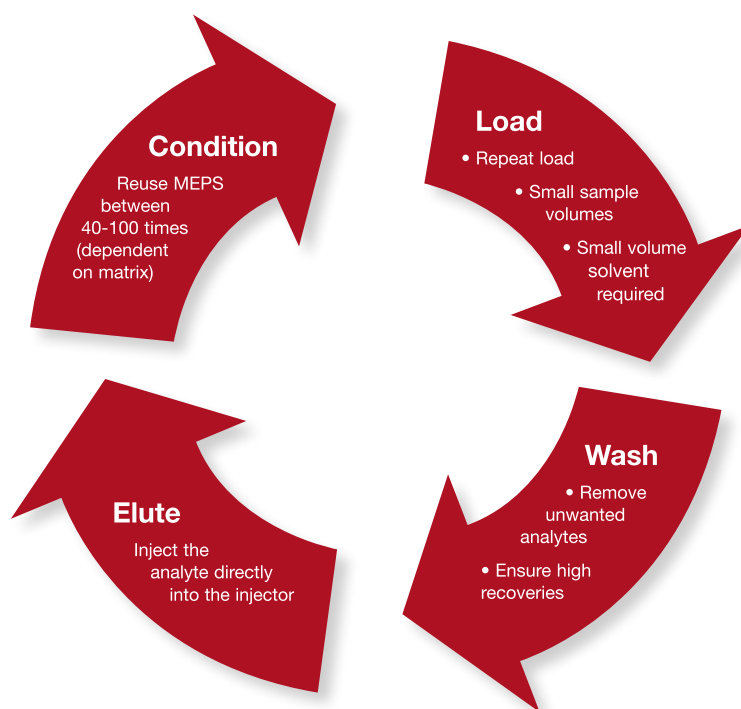 Condition
Reuse MEPS
between
40-100 times
(dependent
on matrix)
Load
• Repeat load
• Small sample
volumes
• Small volume
solvent
required
Wash
• Remove
unwanted
analytes
• Ensure high
recoveries
Elute
Inject the
analyte directly
into the injector